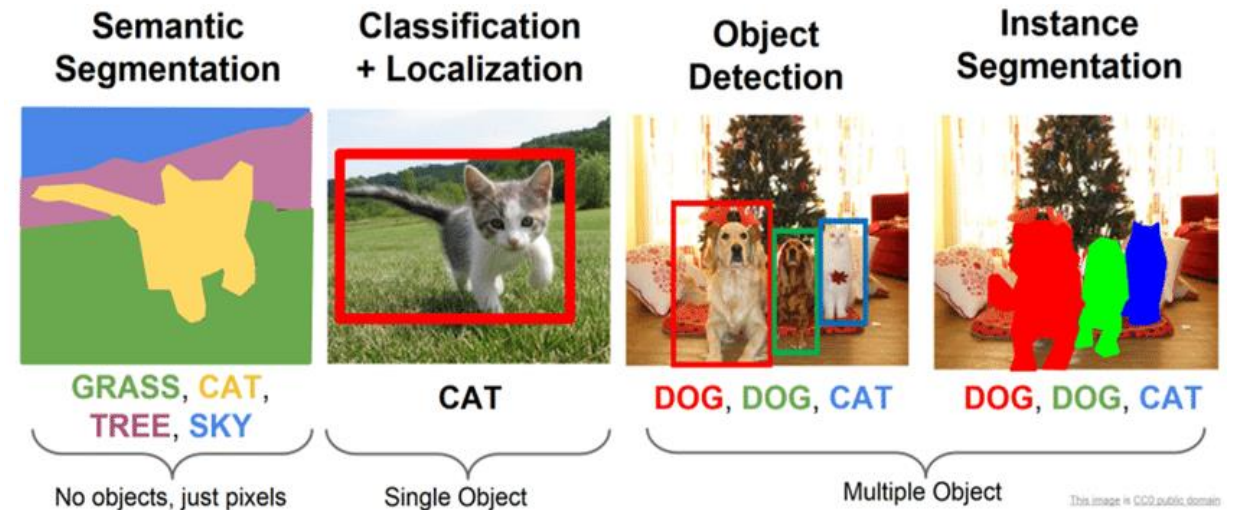 Semantic
Segmentation
Classification
+ Localization
Object
Detection
Instance
Segmentation
GRASS, CAT,
TREE, SKY
CAT
DOG, DOG, CAT
DOG, DOG, CAT
No objects, just pixels
Single Object
Multiple Object
This image is CC0 public domain